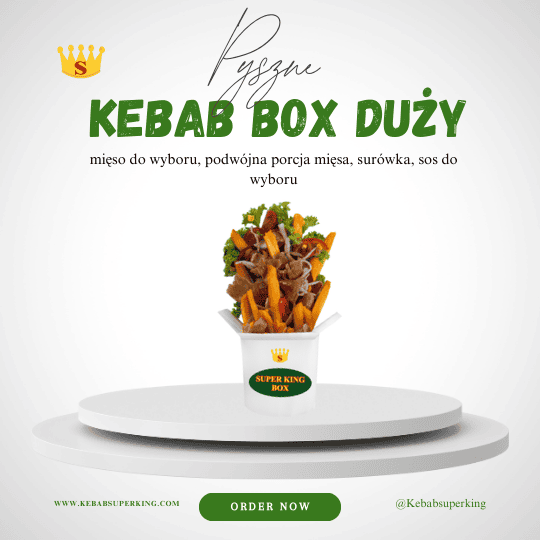 Pyszne
S
KEBAB BOX DUŻY
mięso do wyboru, podwójna porcja mięsa, surówka, sos do
wyboru
S
SUPER KING
BOX
WWW.KEBABSUPERKING.COM
ORDER NOW
@Kebabsuperking